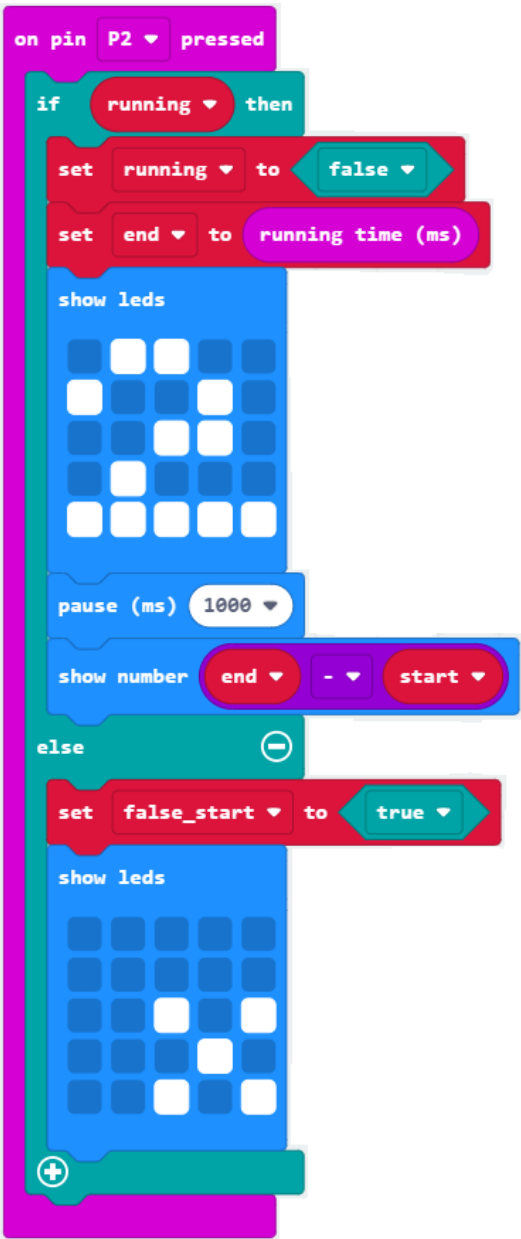 on pin P2 pressed
if running then
set running to false
set end to running time (ms)
show leds
pause (ms) 1000
show number end - start
else
set false_start to true
show leds